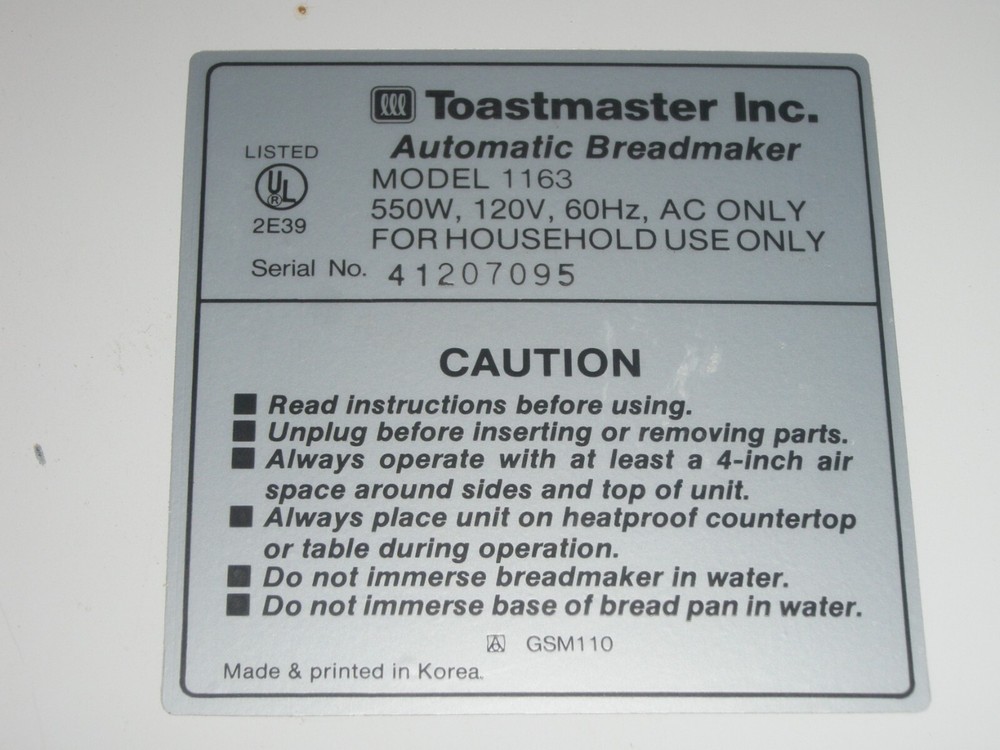 Toastmaster Inc.
Automatic Breadmaker
LISTED
UL
®
2E39
MODEL 1163
550W, 120V, 60Hz, AC ONLY
FOR HOUSEHOLD USE ONLY
Serial No. 41207095
CAUTION
■ Read instructions before using.
■ Unplug before inserting or removing parts.
■ Always operate with at least a 4-inch air
space around sides and top of unit.
■ Always place unit on heatproof countertop
or table during operation.
■ Do not immerse breadmaker in water.
■ Do not immerse base of bread pan in water.
GSM110
Made & printed in Korea.